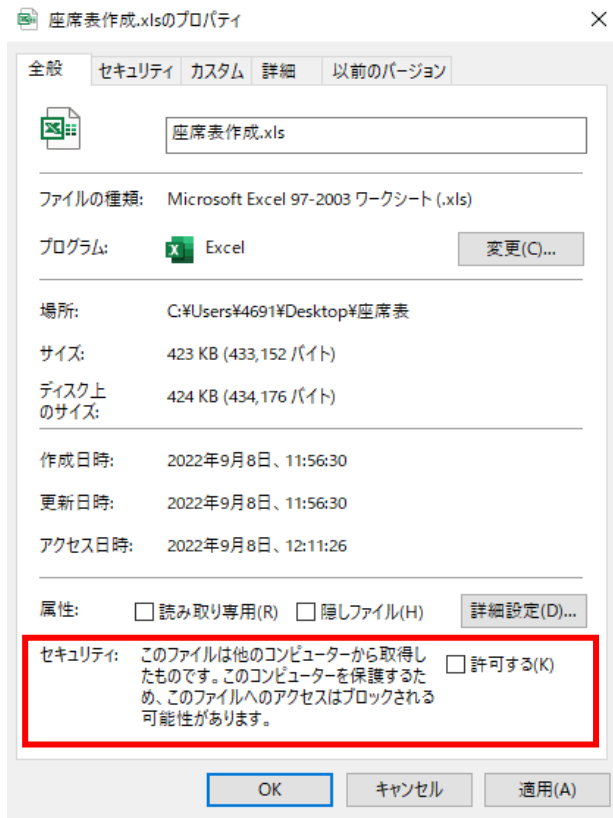 座席表作成.xlsのプロパティ
全般 セキュリティ カスタム 詳細 以前のバージョン
座席表作成.xls
ファイルの種類: Microsoft Excel 97-2003 ワークシート (.xls)
プログラム: Excel 変更(C)...
場所: C:¥Users¥4691¥Desktop¥座席表
サイズ: 423 KB (433,152 バイト)
ディスク上
のサイズ: 424 KB (434,176 バイト)
作成日時: 2022年9月8日、11:56:30
更新日時: 2022年9月8日、11:56:30
アクセス日時: 2022年9月8日、12:11:26
属性: 読み取り専用(R) 隠しファイル(H) 詳細設定(D)...
セキュリティ: このファイルは他のコンピューターから取得し
たものです。このコンピューターを保護するた
め、このファイルへのアクセスはブロックされる
可能性があります。
許可する(K)
OK キャンセル 適用(A)